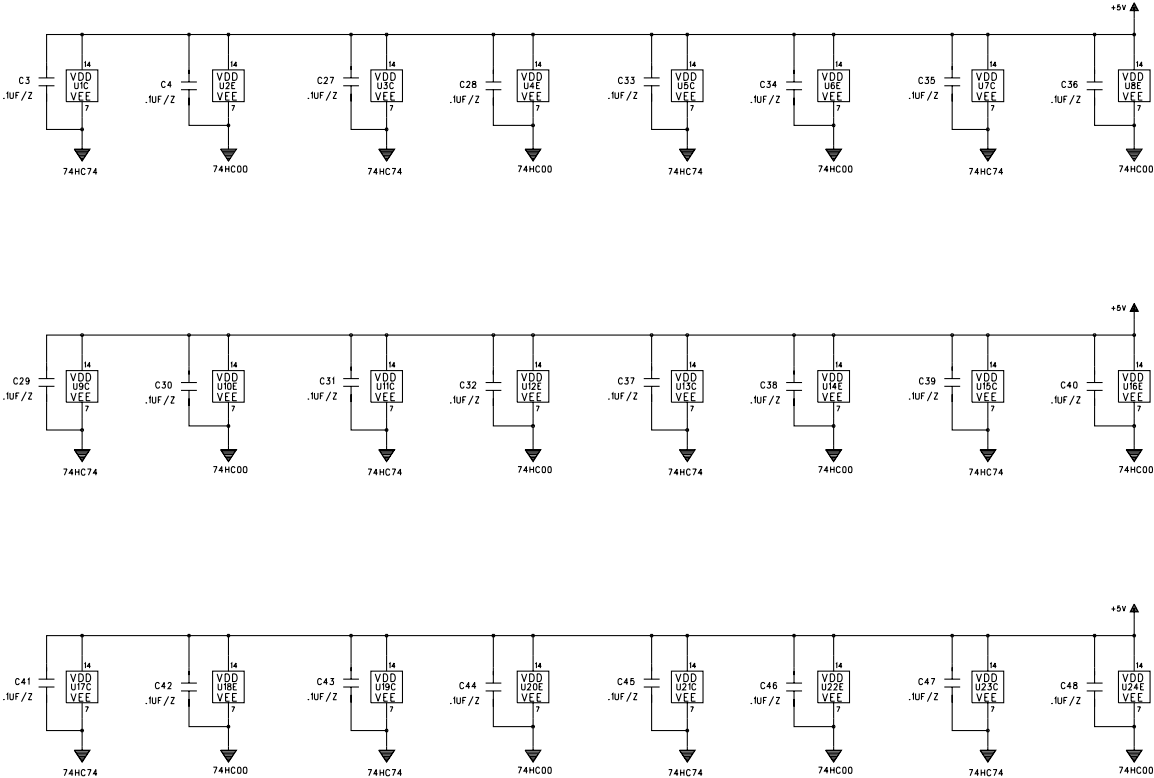 +5V
14 14 14 14 14 14 14 14
C3 .1UF/Z VDD U1C VEE 7 74HC74
C4 .1UF/Z VDD U2E VEE 7 74HC00
C27 .1UF/Z VDD U3C VEE 7 74HC74
C28 .1UF/Z VDD U4E VEE 7 74HC00
C33 .1UF/Z VDD U5C VEE 7 74HC74
C34 .1UF/Z VDD U6E VEE 7 74HC00
C35 .1UF/Z VDD U7C VEE 7 74HC74
C36 .1UF/Z VDD U8E VEE 7 74HC00
+5V
14 14 14 14 14 14 14 14
C29 .1UF/Z VDD U9C VEE 7 74HC74
C30 .1UF/Z VDD U10E VEE 7 74HC00
C31 .1UF/Z VDD U11C VEE 7 74HC74
C32 .1UF/Z VDD U12E VEE 7 74HC00
C37 .1UF/Z VDD U13C VEE 7 74HC74
C38 .1UF/Z VDD U14E VEE 7 74HC00
C39 .1UF/Z VDD U15C VEE 7 74HC74
C40 .1UF/Z VDD U16E VEE 7 74HC00
+5V
14 14 14 14 14 14 14 14
C41 .1UF/Z VDD U17C VEE 7 74HC74
C42 .1UF/Z VDD U18E VEE 7 74HC00
C43 .1UF/Z VDD U19C VEE 7 74HC74
C44 .1UF/Z VDD U20E VEE 7 74HC00
C45 .1UF/Z VDD U21C VEE 7 74HC74
C46 .1UF/Z VDD U22E VEE 7 74HC00
C47 .1UF/Z VDD U23C VEE 7 74HC74
C48 .1UF/Z VDD U24E VEE 7 74HC00